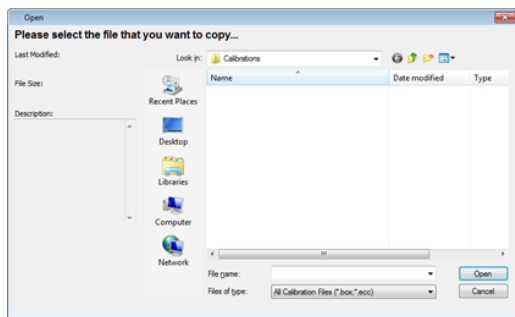 Open
Please select the file that you want to copy...
Last Modified:
Look in:
Calibrations
File Size:
Name
Date modified
Type
Recent Places
Description:
Desktop
Libraries
Computer
Network
File name:
Open
Files of type:
All Calibration Files (*.box;*.ecc)
Cancel